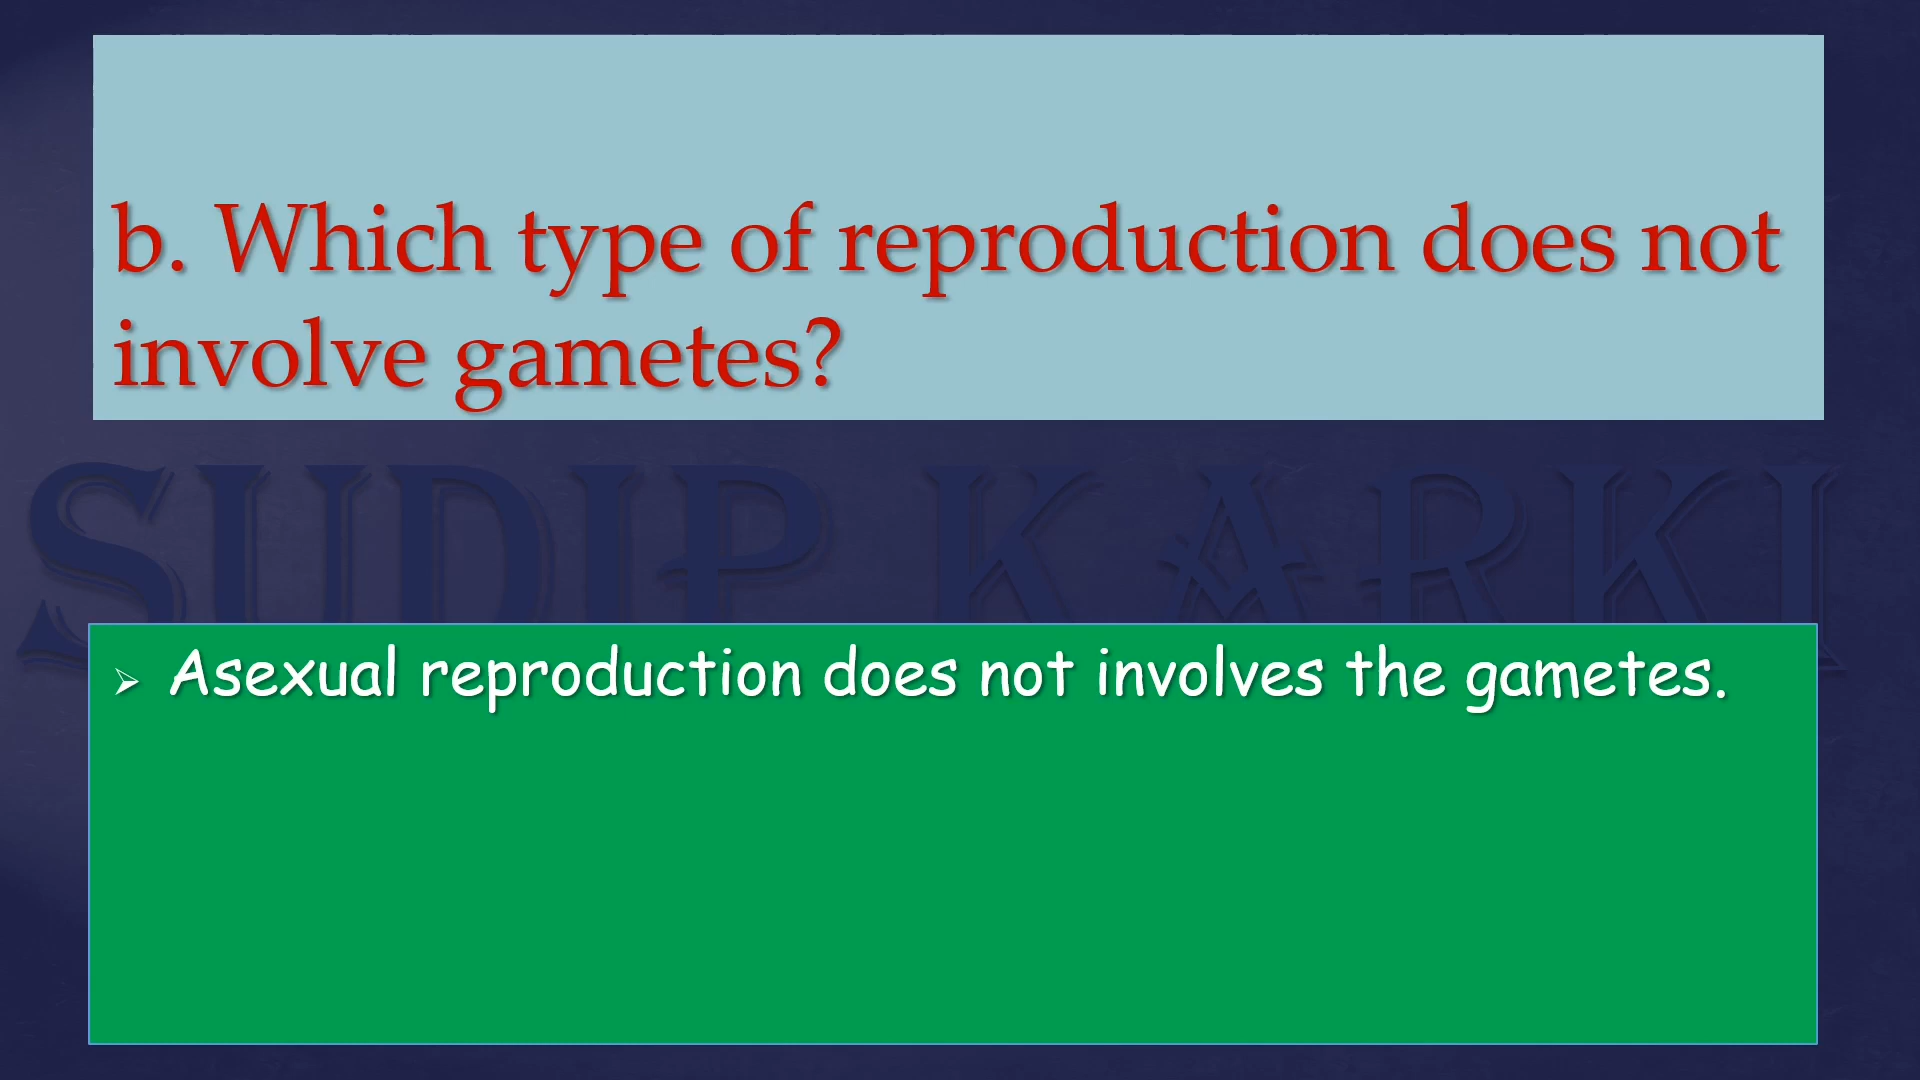 b. Which type of reproduction does not
involve gametes?
SUDIP KARKI
➢ Asexual reproduction does not involves the gametes.